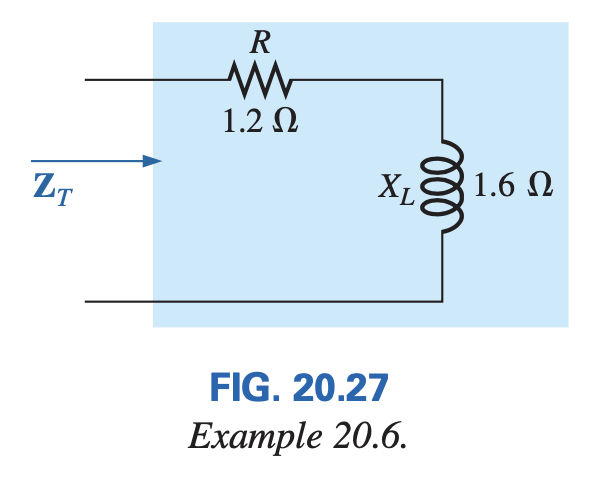 R
1.2 Ω
Z_T
X_L
1.6 Ω
FIG. 20.27
Example 20.6.